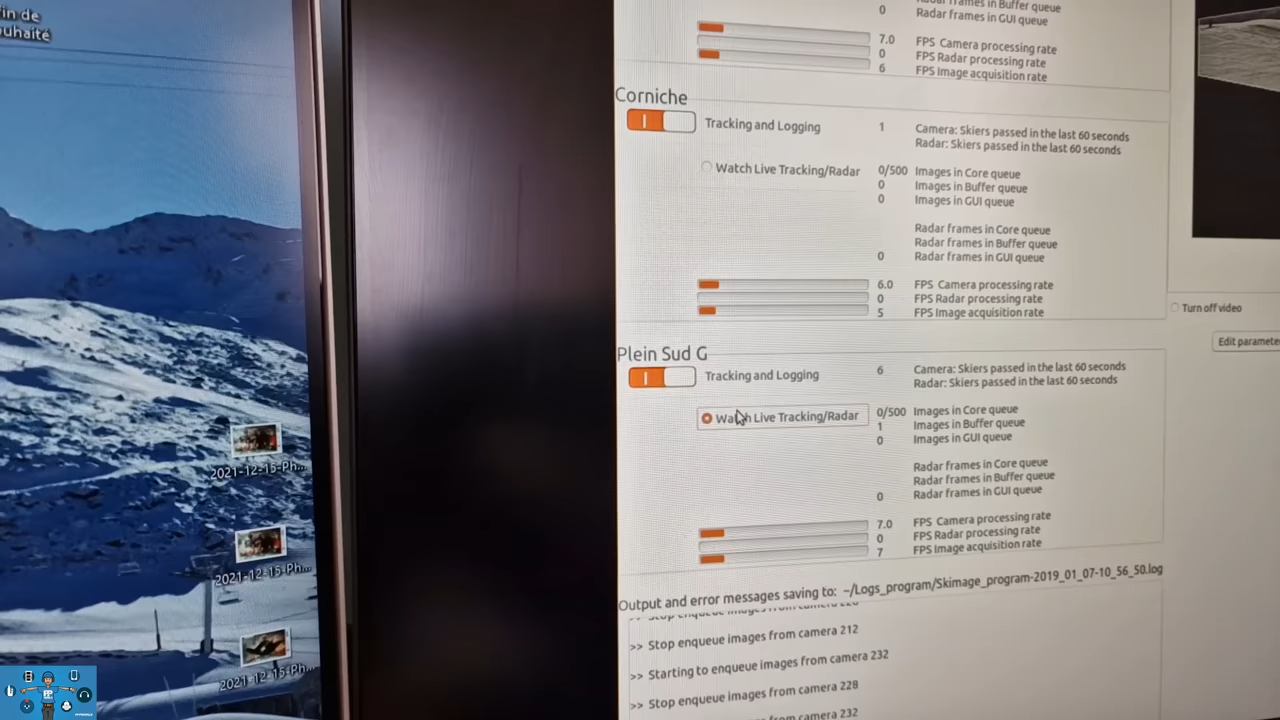 in de
ouhaité
Radar frames in Buffer queue
0 Radar frames in GUI queue
7.0 FPS Camera processing rate
0 FPS Radar processing rate
6 FPS Image acquisition rate
Corniche
Tracking and Logging 1 Camera: Skiers passed in the last 60 seconds
Radar: Skiers passed in the last 60 seconds
Watch Live Tracking/Radar 0/500 Images in Core queue
0 Images in Buffer queue
0 Images in GUI queue
Radar frames in Core queue
Radar frames in Buffer queue
0 Radar frames in GUI queue
6.0 FPS Camera processing rate
0 FPS Radar processing rate
5 FPS Image acquisition rate
Turn off video
Edit paramete
Plein Sud G
Tracking and Logging 6 Camera: Skiers passed in the last 60 seconds
Radar: Skiers passed in the last 60 seconds
Watch Live Tracking/Radar 0/500 Images in Core queue
1 Images in Buffer queue
0 Images in GUI queue
Radar frames in Core queue
Radar frames in Buffer queue
0 Radar frames in GUI queue
7.0 FPS Camera processing rate
0 FPS Radar processing rate
7 FPS Image acquisition rate
2021-12-15-Ph...
2021-12-15-Ph...
2021-12-15-Ph...
Output and error messages saving to: ~/Logs_program/Skimage_program-2019_01_07-10_56_50.log
>> Stop enqueue images from camera 212
>> Starting to enqueue images from camera 232
>> Stop enqueue images from camera 228
from camera 232